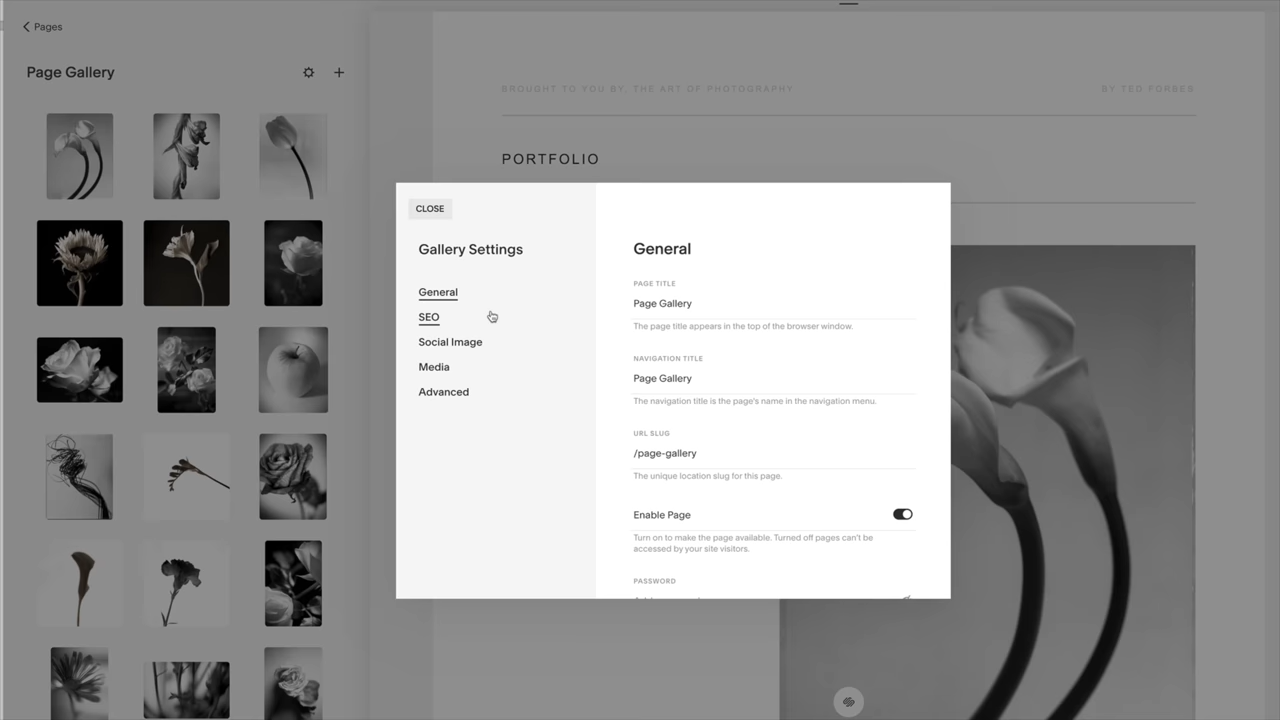 Pages
Page Gallery
BROUGHT TO YOU BY, THE ART OF PHOTOGRAPHY
BY TED FORBES
PORTFOLIO
CLOSE
Gallery Settings
General
SEO
Social Image
Media
Advanced
General
PAGE TITLE
Page Gallery
The page title appears in the top of the browser window.
NAVIGATION TITLE
Page Gallery
The navigation title is the page's name in the navigation menu.
URL SLUG
/page-gallery
The unique location slug for this page.
Enable Page
Turn on to make the page available. Turned off pages can't be
accessed by your site visitors.
PASSWORD